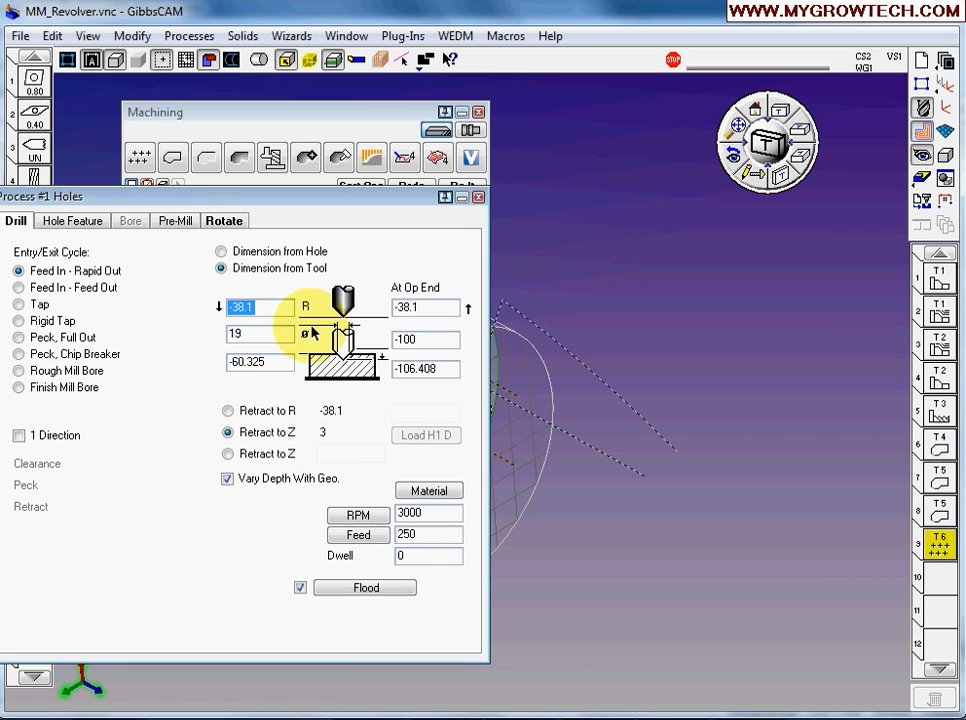 MM_Revolver.vnc - GibbsCAM
WWW.MYGROWTECH.COM
File Edit View Modify Processes Solids Wizards Window Plug-Ins WEDM Macros Help
STOP
CS2 VS1
WG1
1
0.80
2
0.40
3
UN
4
Machining
T
Process #1 Holes
Drill Hole Feature Bore Pre-Mill Rotate
Entry/Exit Cycle:
Feed In - Rapid Out
Feed In - Feed Out
Tap
Rigid Tap
Peck, Full Out
Peck, Chip Breaker
Rough Mill Bore
Finish Mill Bore
1 Direction
Clearance
Peck
Retract
Dimension from Hole
Dimension from Tool
At Op End
-38.1 R -38.1
19 ø -100
-60.325 -106.408
Retract to R -38.1
Retract to Z 3 Load H1 D
Retract to Z
Vary Depth With Geo.
Material
RPM 3000
Feed 250
Dwell 0
Flood
1 T1
2 T1
3 T2
4 T2
5 T3
6 T4
7 T5
8 T5
9 T6
10
11
12